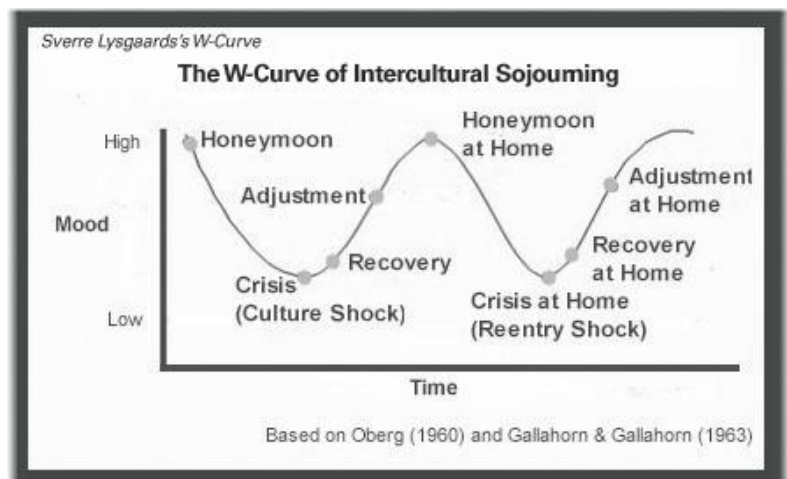 Sverre Lysgaards's W-Curve
The W-Curve of Intercultural Sojourning
High
Honeymoon
Honeymoon
at Home
Adjustment
Adjustment
at Home
Mood
Recovery
Recovery
at Home
Crisis
(Culture Shock)
Crisis at Home
(Reentry Shock)
Low
Time
Based on Oberg (1960) and Gallahorn & Gallahorn (1963)